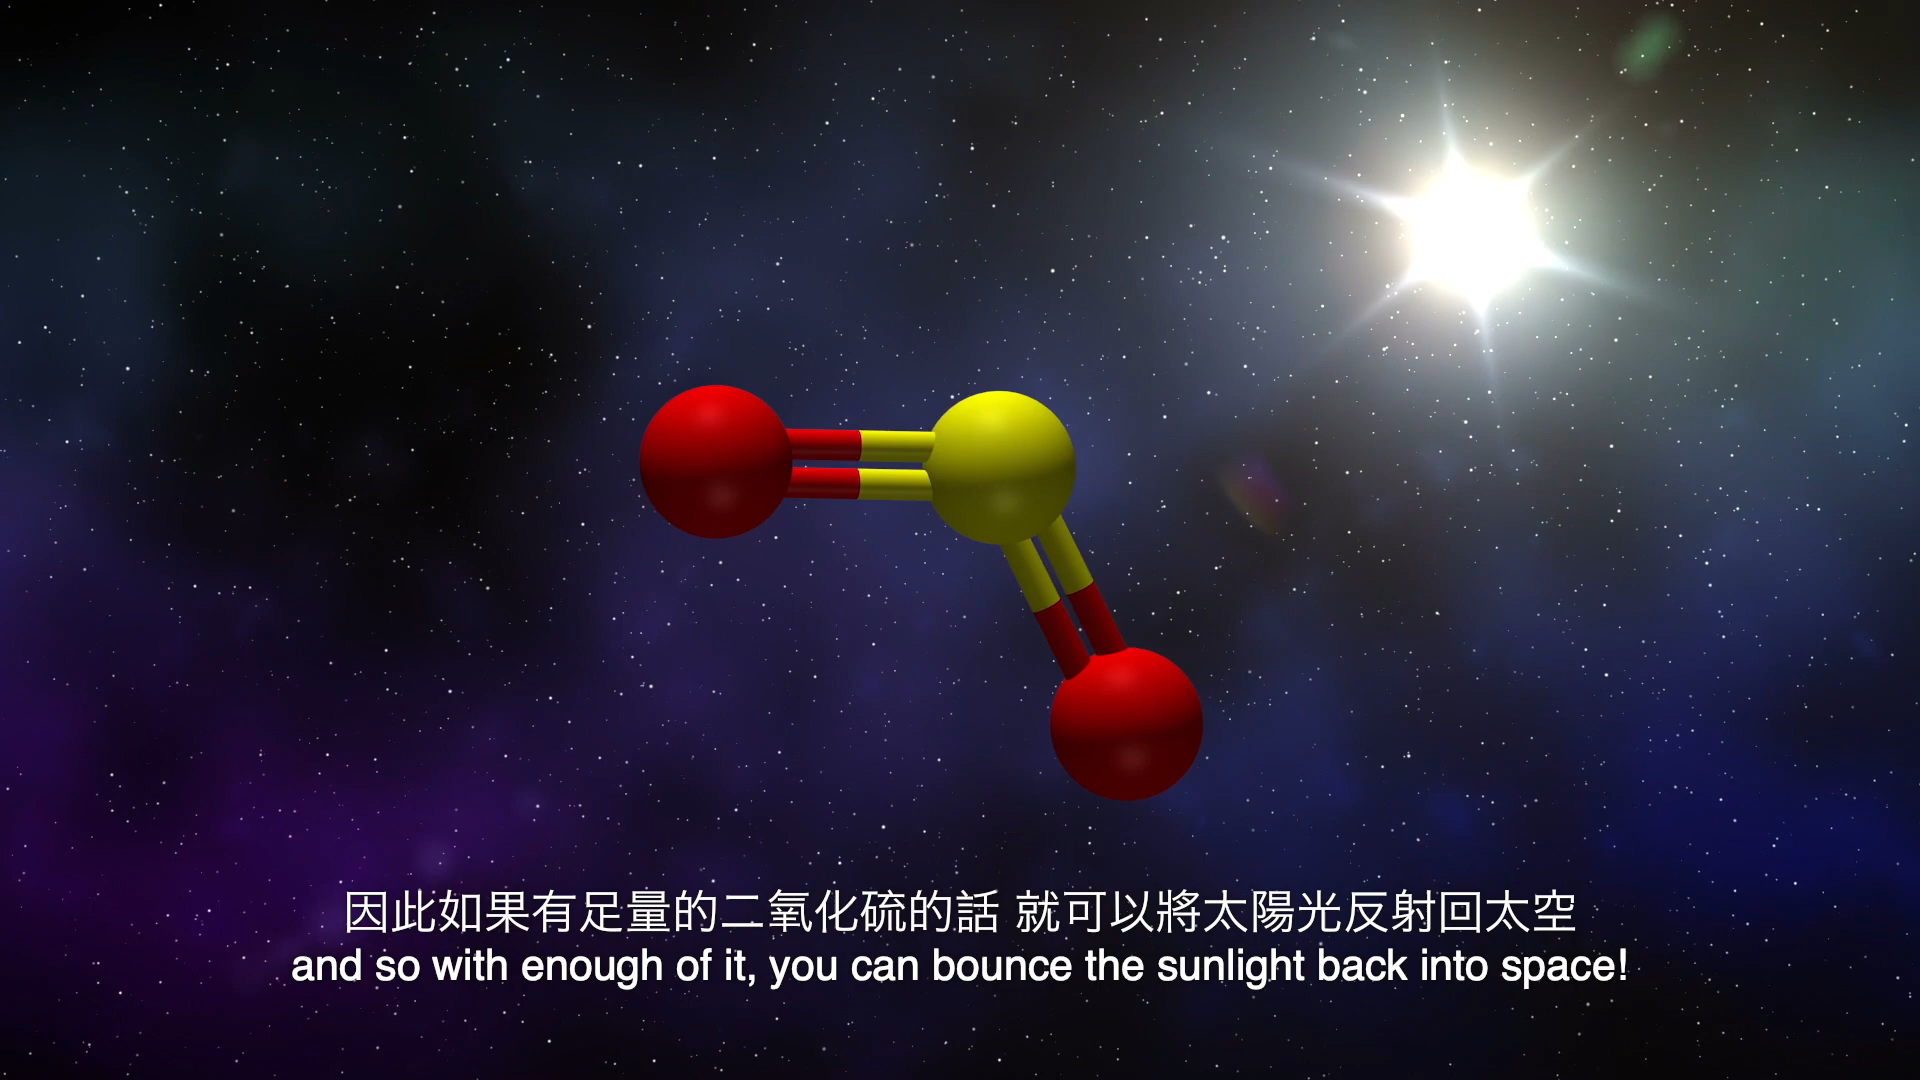 因此如果有足量的二氧化硫的話 就可以將太陽光反射回太空
and so with enough of it, you can bounce the sunlight back into space!